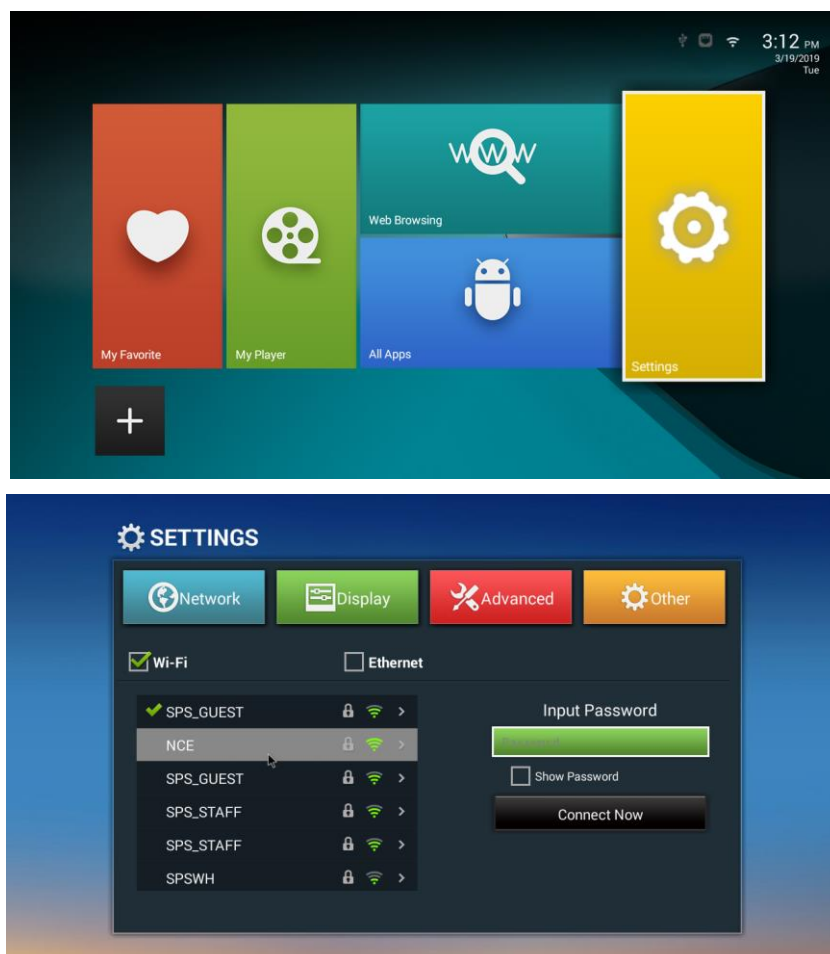 3:12 PM
3/19/2019
Tue
WWW
Web Browsing
My Favorite
My Player
All Apps
Settings
SETTINGS
Network
Display
Advanced
Other
Wi-Fi
Ethernet
SPS_GUEST
Input Password
NCE
Password
SPS_GUEST
Show Password
SPS_STAFF
Connect Now
SPS_STAFF
SPSWH